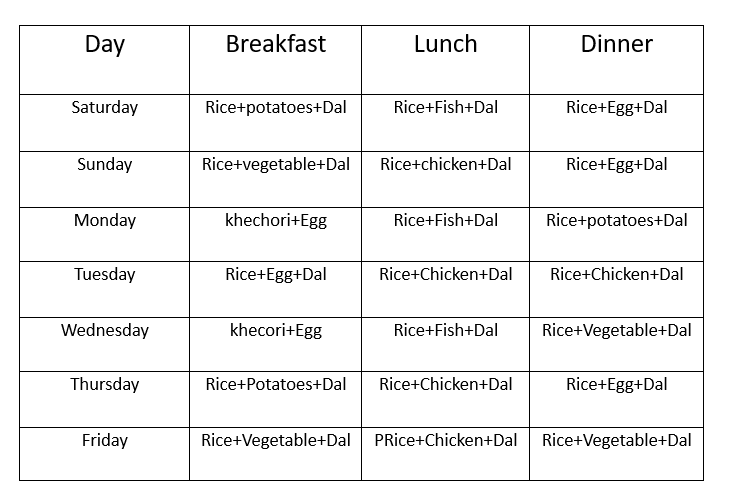 Day Breakfast Lunch Dinner
Saturday Rice+potatoes+Dal Rice+Fish+Dal Rice+Egg+Dal
Sunday Rice+vegetable+Dal Rice+chicken+Dal Rice+Egg+Dal
Monday khechori+Egg Rice+Fish+Dal Rice+potatoes+Dal
Tuesday Rice+Egg+Dal Rice+Chicken+Dal Rice+Chicken+Dal
Wednesday khecori+Egg Rice+Fish+Dal Rice+Vegetable+Dal
Thursday Rice+Potatoes+Dal Rice+Chicken+Dal Rice+Egg+Dal
Friday Rice+Vegetable+Dal PRice+Chicken+Dal Rice+Vegetable+Dal